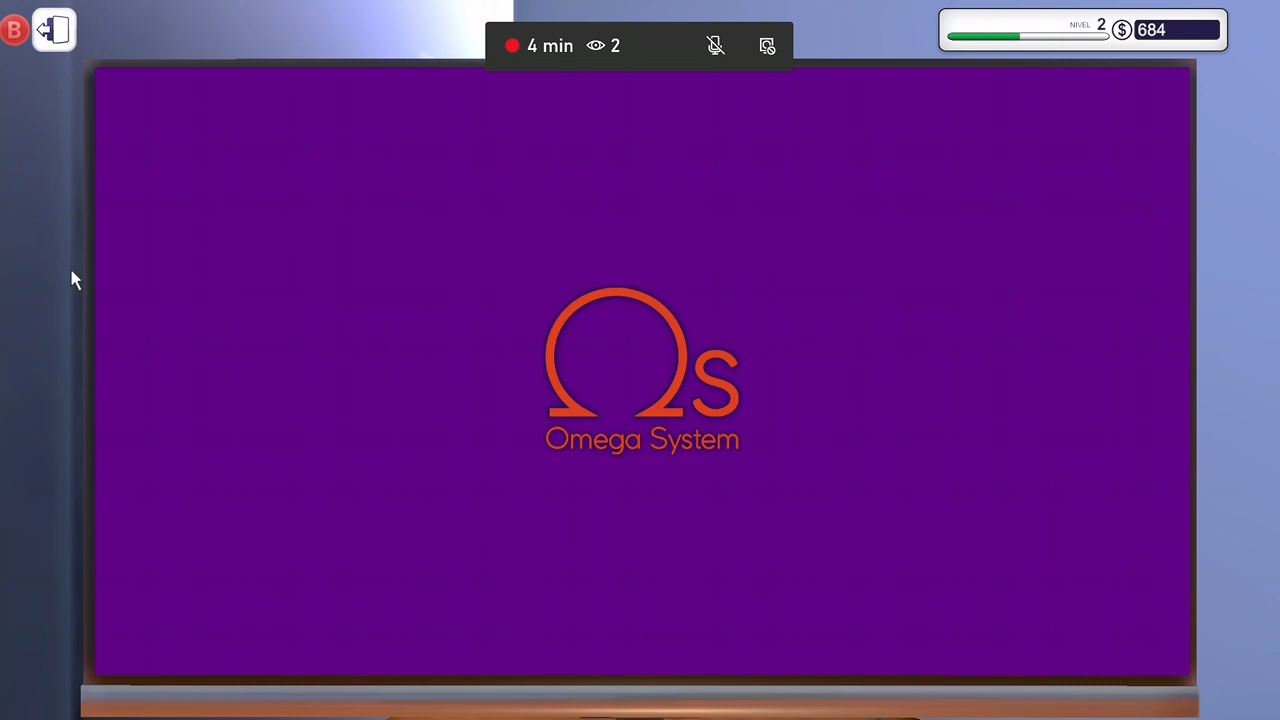 B
4 min 2
NIVEL 2 $ 684
Ωs
Omega System